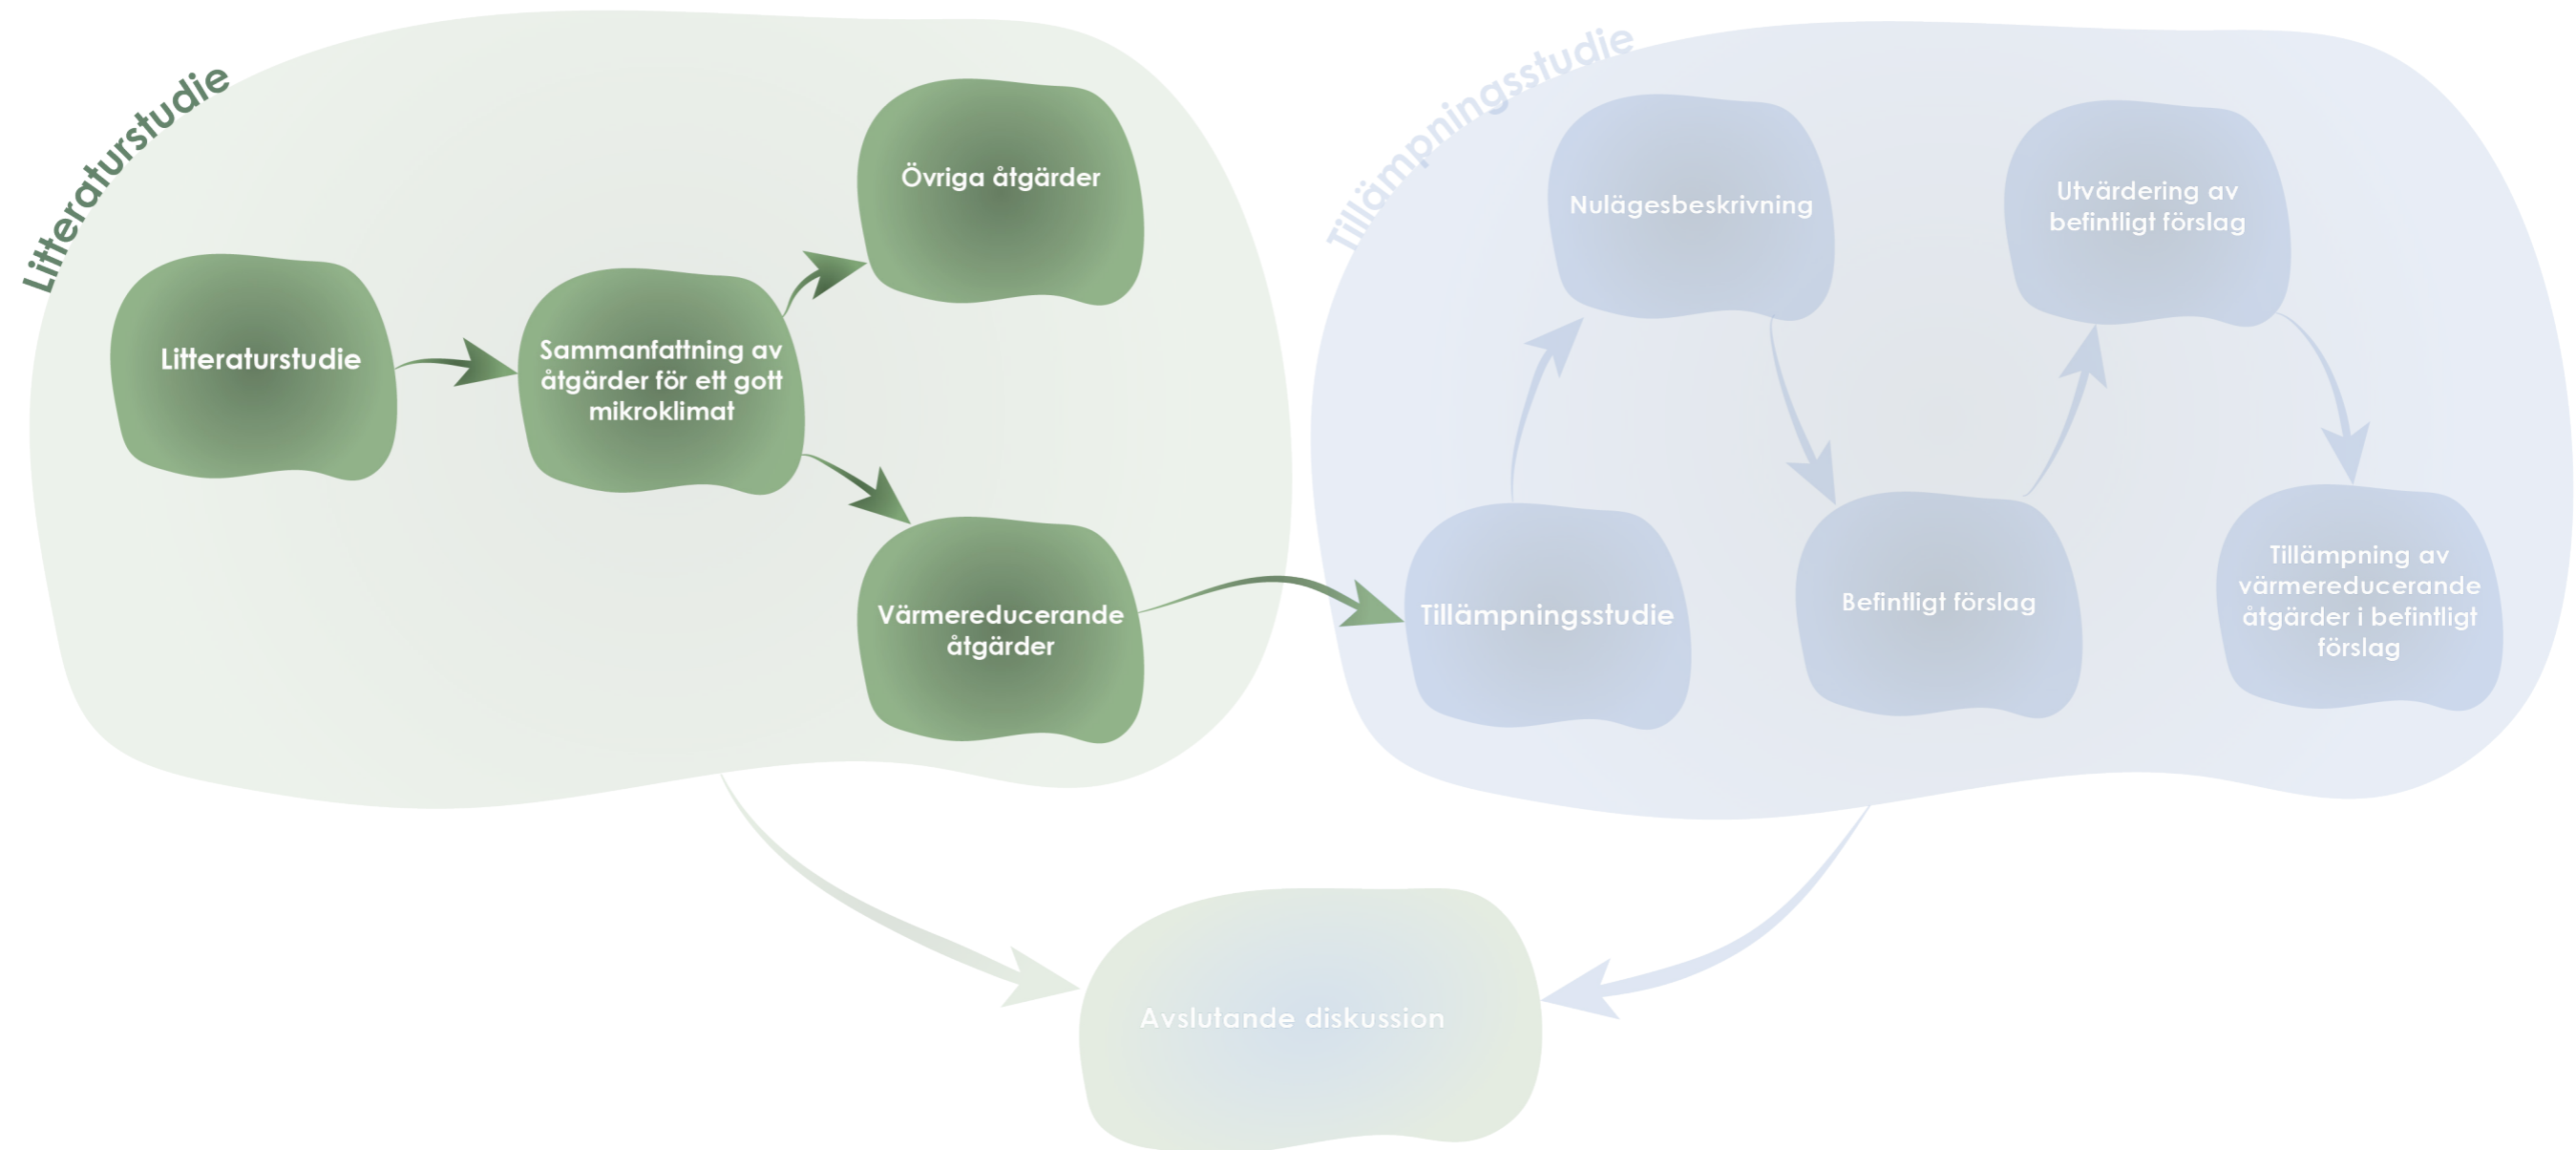 Litteraturstudie
Litteraturstudie
Sammanfattning av
åtgärder för ett gott
mikroklimat
Övriga åtgärder
Värmereducerande
åtgärder
Tillämpningsstudie
Tillämpningsstudie
Nulägesbeskrivning
Befintligt förslag
Utvärdering av
befintligt förslag
Tillämpning av
värmereducerande
åtgärder i befintligt
förslag
Avslutande diskussion